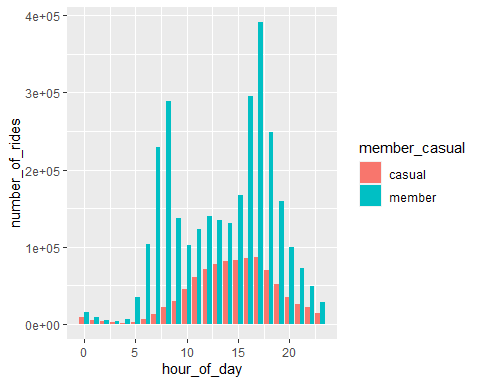 4e+05
3e+05
2e+05
1e+05
0e+00
number_of_rides
0 5 10 15 20
hour_of_day
member_casual
casual
member